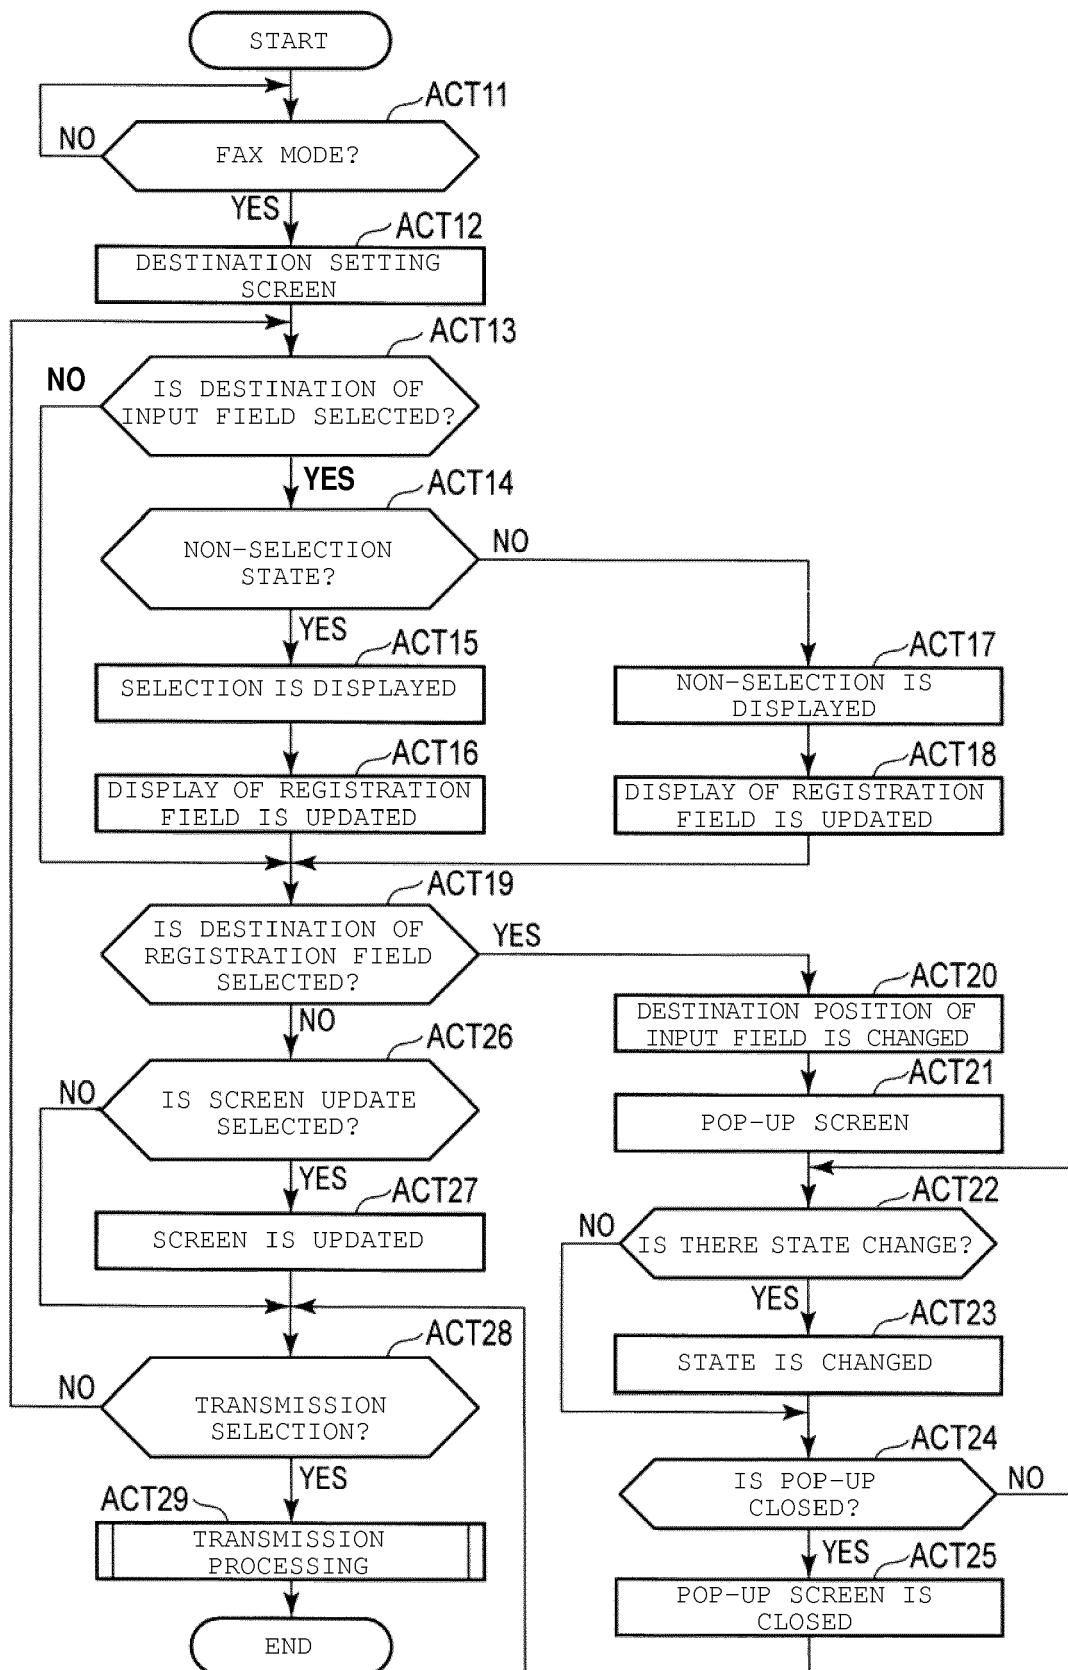 START
ACT11
NO
FAX MODE?
YES
ACT12
DESTINATION SETTING
SCREEN
ACT13
NO
IS DESTINATION OF
INPUT FIELD SELECTED?
YES
ACT14
NO
NON-SELECTION
STATE?
YES
ACT15
SELECTION IS DISPLAYED
ACT17
NON-SELECTION IS
DISPLAYED
ACT16
DISPLAY OF REGISTRATION
FIELD IS UPDATED
ACT18
DISPLAY OF REGISTRATION
FIELD IS UPDATED
ACT19
IS DESTINATION OF
REGISTRATION FIELD
SELECTED?
YES
NO
ACT20
DESTINATION POSITION OF
INPUT FIELD IS CHANGED
ACT26
NO
IS SCREEN UPDATE
SELECTED?
YES
ACT21
POP-UP SCREEN
ACT27
SCREEN IS UPDATED
ACT22
NO
IS THERE STATE CHANGE?
YES
ACT23
STATE IS CHANGED
ACT28
NO
TRANSMISSION
SELECTION?
YES
ACT24
IS POP-UP
CLOSED?
NO
YES
ACT29
TRANSMISSION
PROCESSING
ACT25
POP-UP SCREEN IS
CLOSED
END